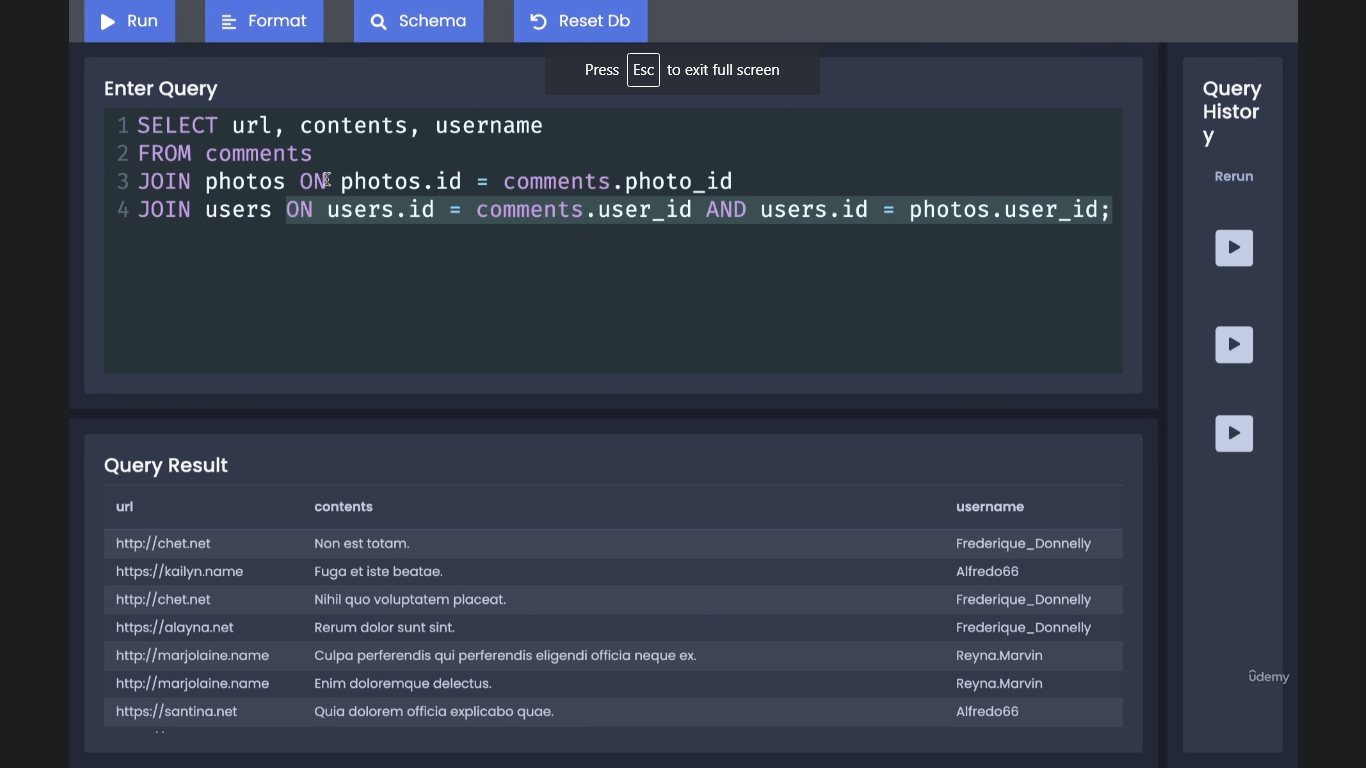 Run Format Schema Reset Db
Press Esc to exit full screen
Enter Query
1 SELECT url, contents, username
2 FROM comments
3 JOIN photos ON photos.id = comments.photo_id
4 JOIN users ON users.id = comments.user_id AND users.id = photos.user_id;
Query
Histor
y
Rerun
Query Result
url contents username
http://chet.net Non est totam. Frederique_Donnelly
https://kailyn.name Fuga et iste beatae. Alfredo66
http://chet.net Nihil quo voluptatem placeat. Frederique_Donnelly
https://alayna.net Rerum dolor sunt sint. Frederique_Donnelly
http://marjolaine.name Culpa perferendis qui perferendis eligendi officia neque ex. Reyna.Marvin
http://marjolaine.name Enim doloremque delectus. Reyna.Marvin
https://santina.net Quia dolorem officia explicabo quae. Alfredo66
ûdemy